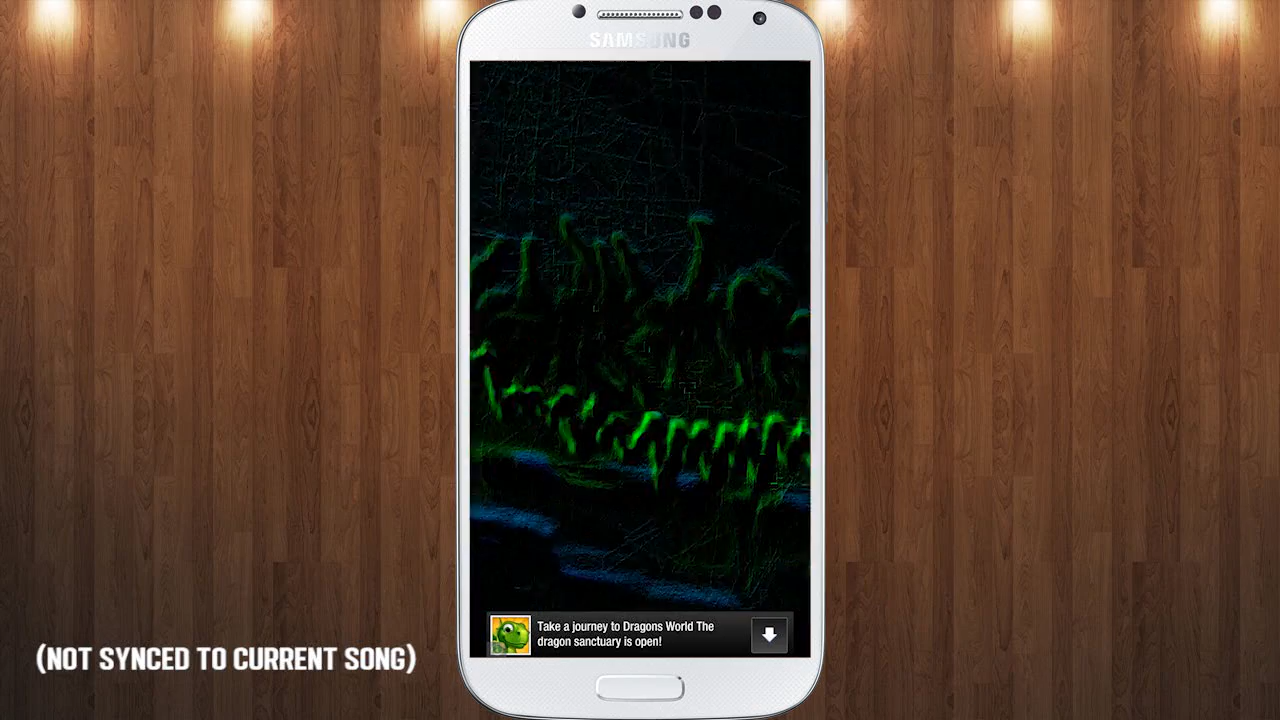 SAMSUNG
Take a journey to Dragons World The
dragon sanctuary is open!
(NOT SYNCED TO CURRENT SONG)